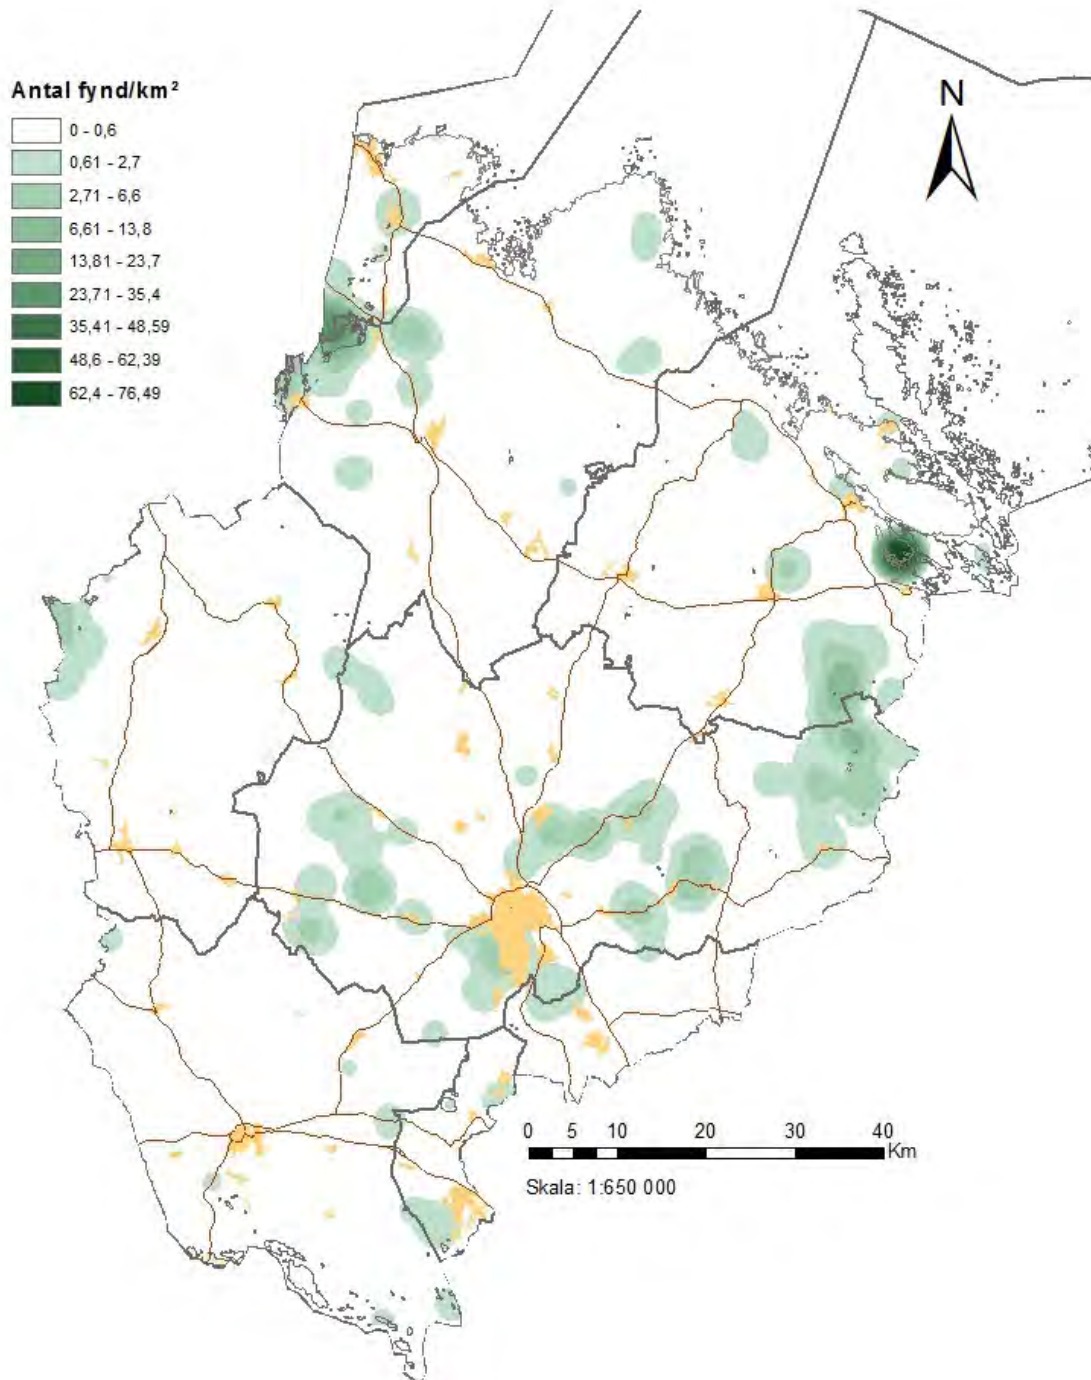 Antal fynd/km²
0 - 0,6
0,61 - 2,7
2,71 - 6,6
6,61 - 13,8
13,81 - 23,7
23,71 - 35,4
35,41 - 48,59
48,6 - 62,39
62,4 - 76,49
N
0 5 10 20 30 40
Km
Skala: 1:650 000